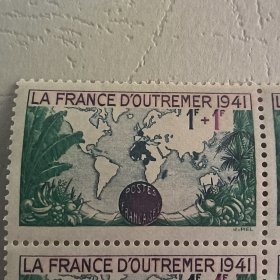 LA FRANCE D'OUTREMER 1941
1F+1F
POSTES
FRANÇAISES
LA FRANCE D'OUTREMER 1941